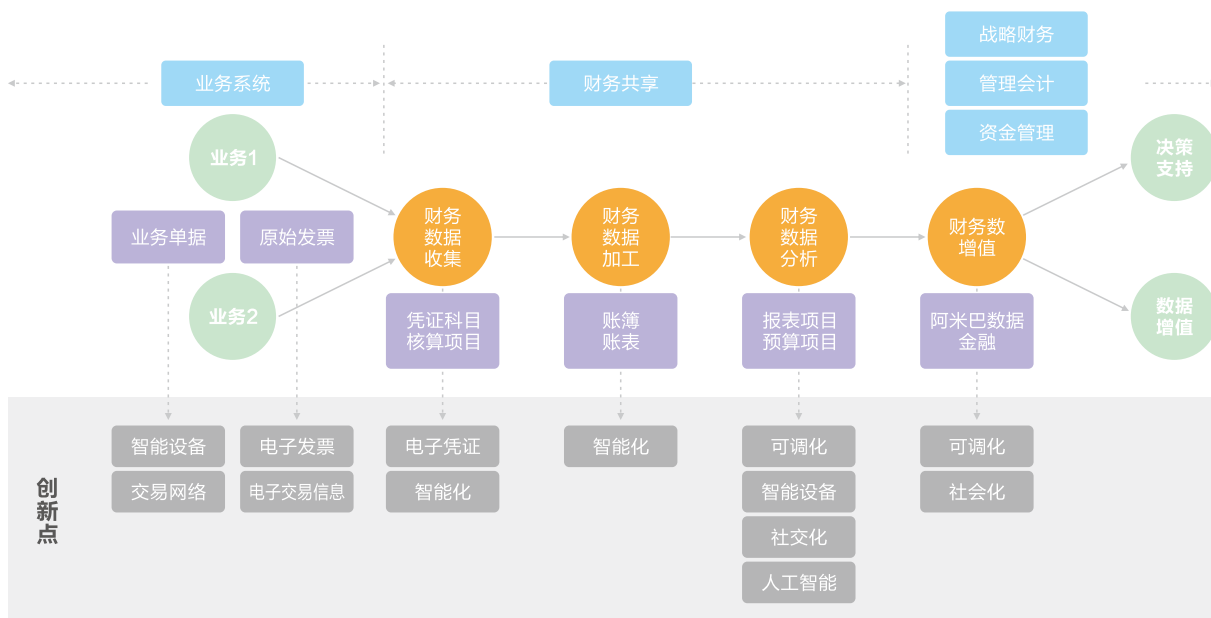 战略财务
业务系统
财务共享
管理会计
资金管理
业务1
决策
支持
业务单据
原始发票
财务
数据
收集
财务
数据
加工
财务
数据
分析
财务数
增值
业务2
数据
增值
凭证科目
核算项目
账簿
账表
报表项目
预算项目
阿米巴数据
金融
创
新
点
智能设备
电子发票
电子凭证
智能化
可调化
可调化
交易网络
电子交易信息
智能化
智能设备
社会化
社交化
人工智能